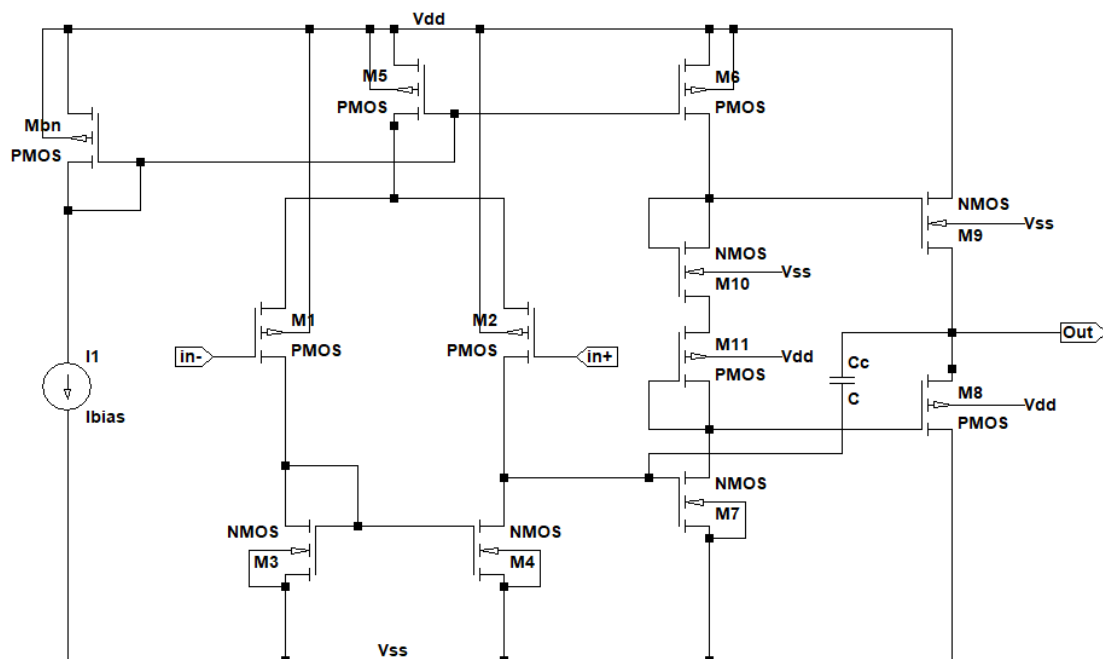 Vdd
M5
PMOS
M6
PMOS
Mbn
PMOS
NMOS
M9
Vss
NMOS
M10
Vss
M1
PMOS
M2
PMOS
in-
in+
M11
PMOS
Vdd
Out
Cc
C
I1
Ibias
M8
PMOS
Vdd
NMOS
M3
NMOS
M4
NMOS
M7
Vss